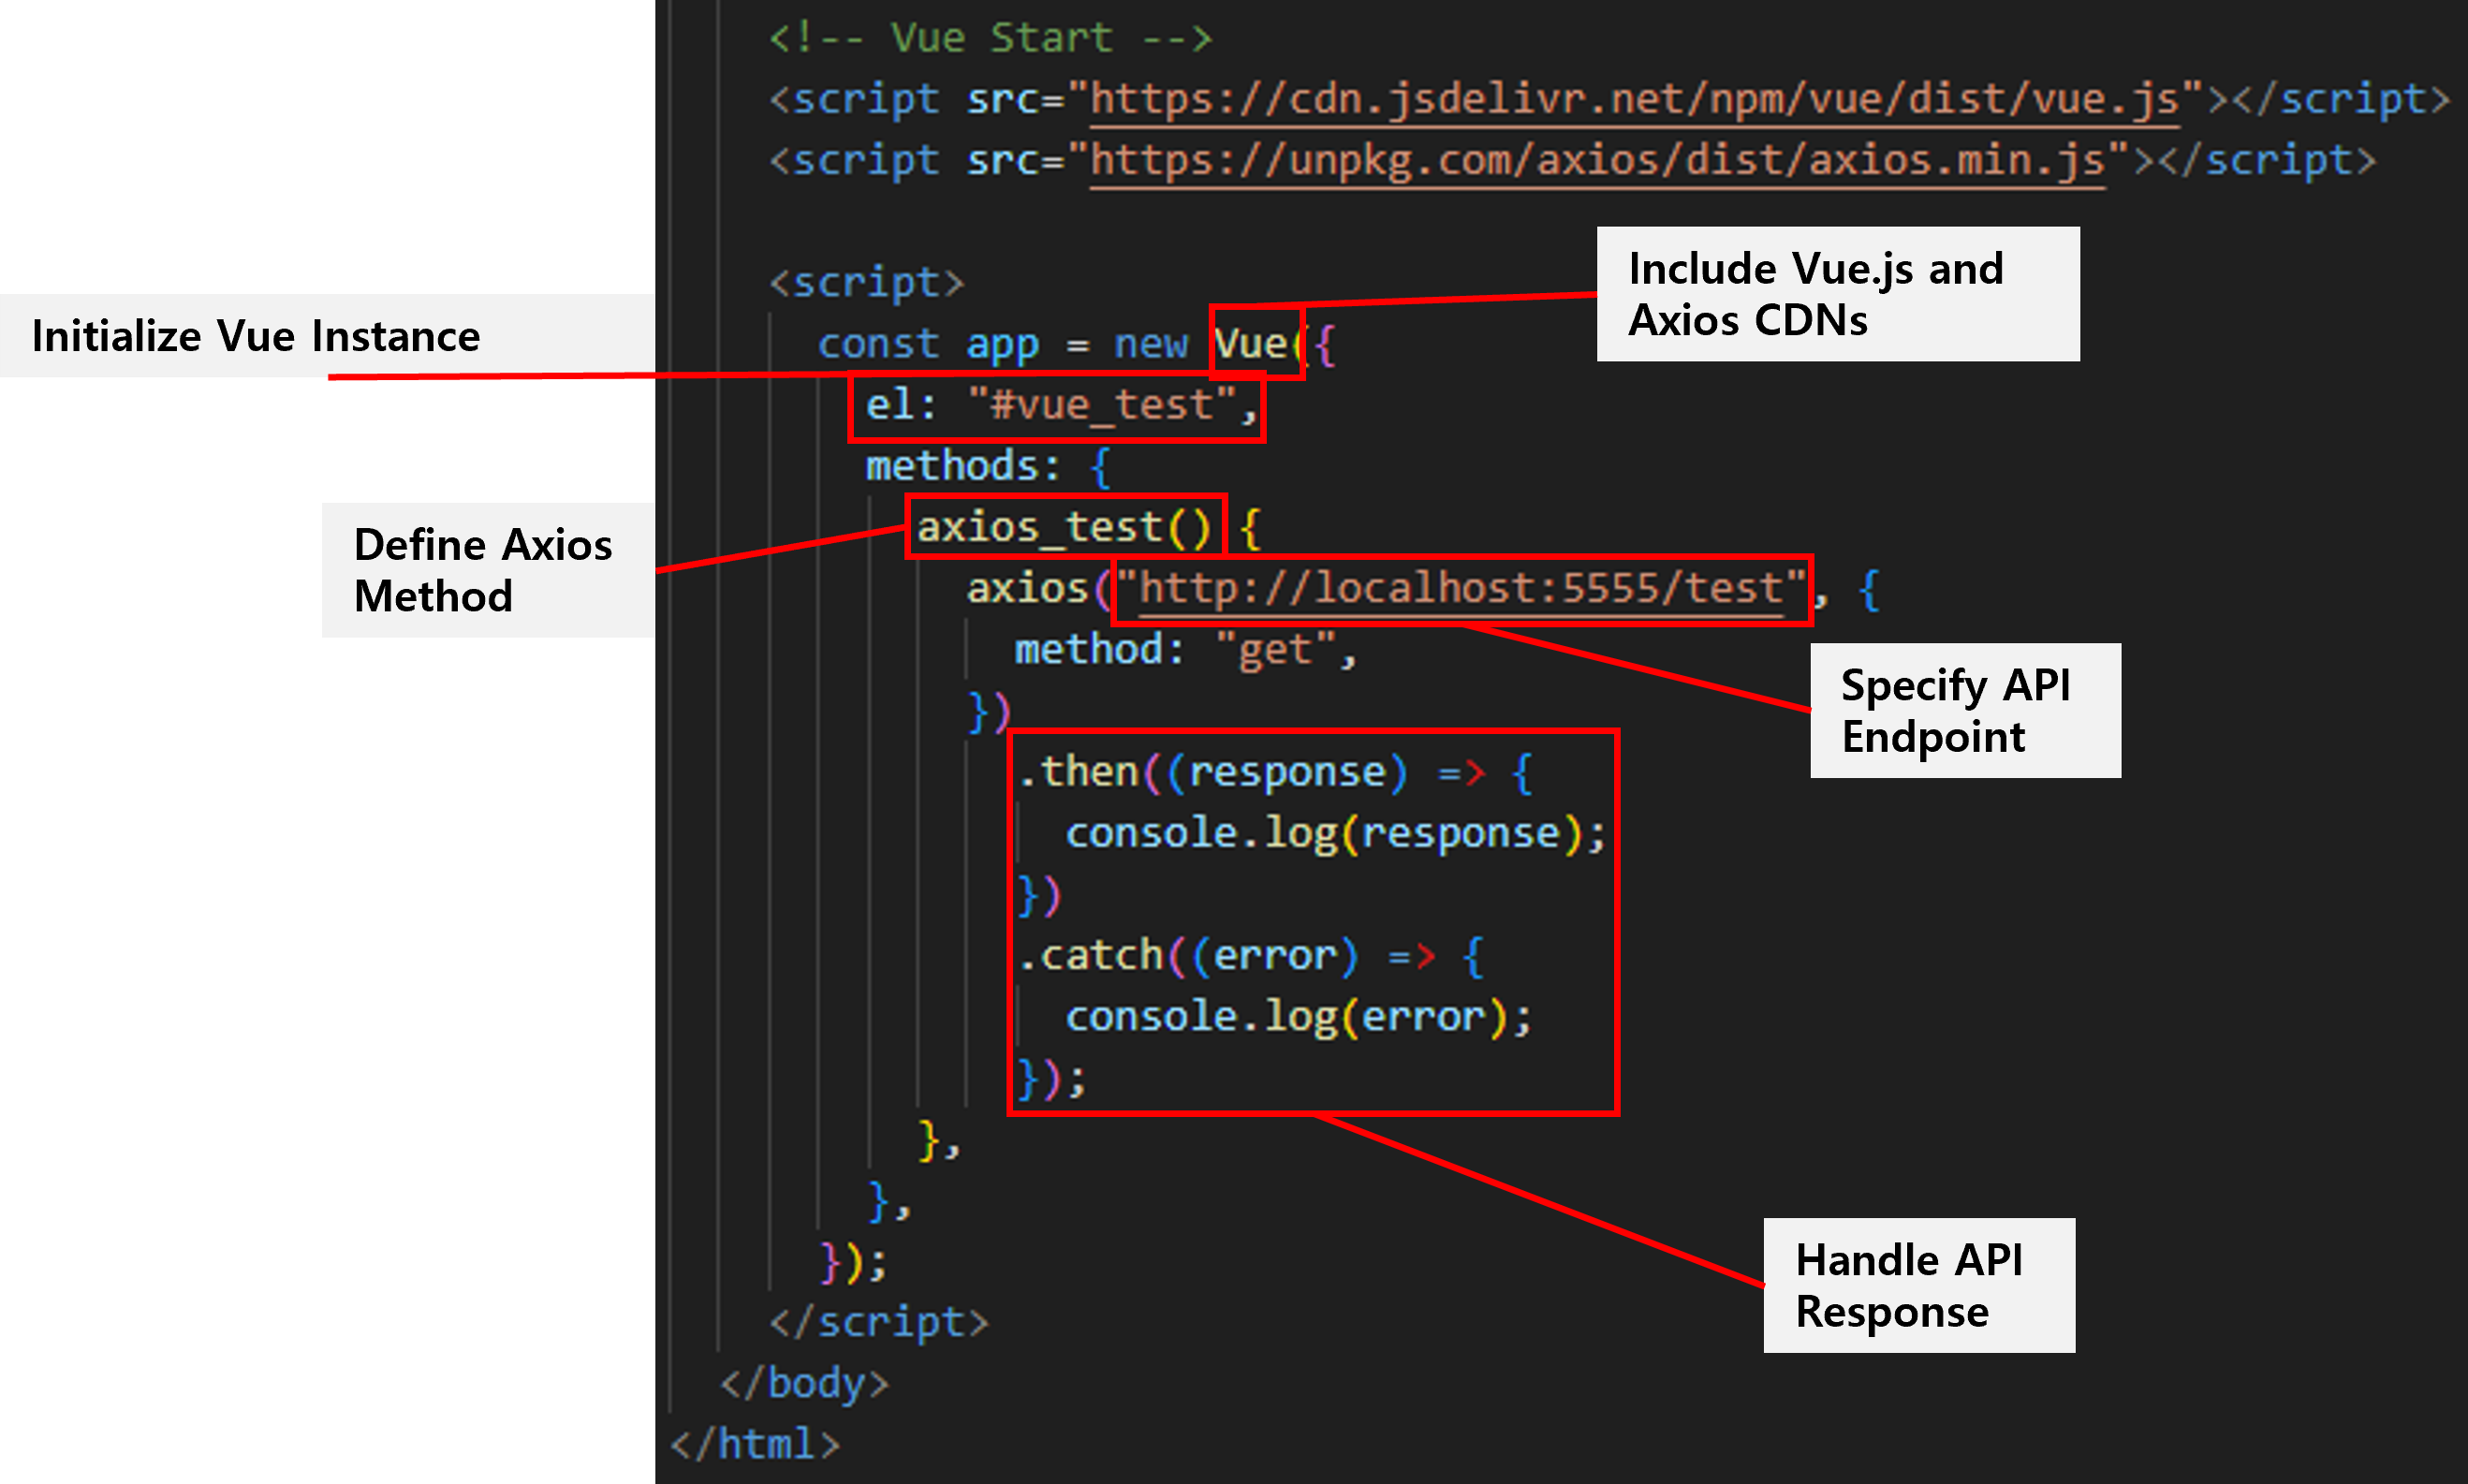 <!-- Vue Start -->
<script src="https://cdn.jsdelivr.net/npm/vue/dist/vue.js"></script>
<script src="https://unpkg.com/axios/dist/axios.min.js"></script>
Include Vue.js and
Axios CDNs
<script>
Initialize Vue Instance
const app = new Vue({
el: "#vue_test",
methods: {
Define Axios
Method
axios_test() {
axios("http://localhost:5555/test", {
method: "get",
})
Specify API
Endpoint
.then((response) => {
console.log(response);
})
.catch((error) => {
console.log(error);
});
Handle API
Response
},
},
});
</script>
</body>
</html>